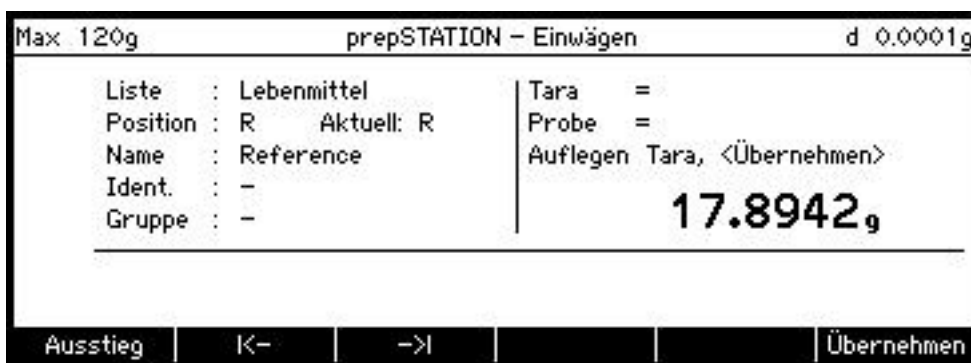 Max 120g prepSTATION - Einwägen d 0.0001g
Liste : Lebenmittel
Position : R Aktuell: R
Name : Reference
Ident. : -
Gruppe : -
Tara =
Probe =
Auflegen Tara, <Übernehmen>
17.8942g
Ausstieg |<- ->| Übernehmen